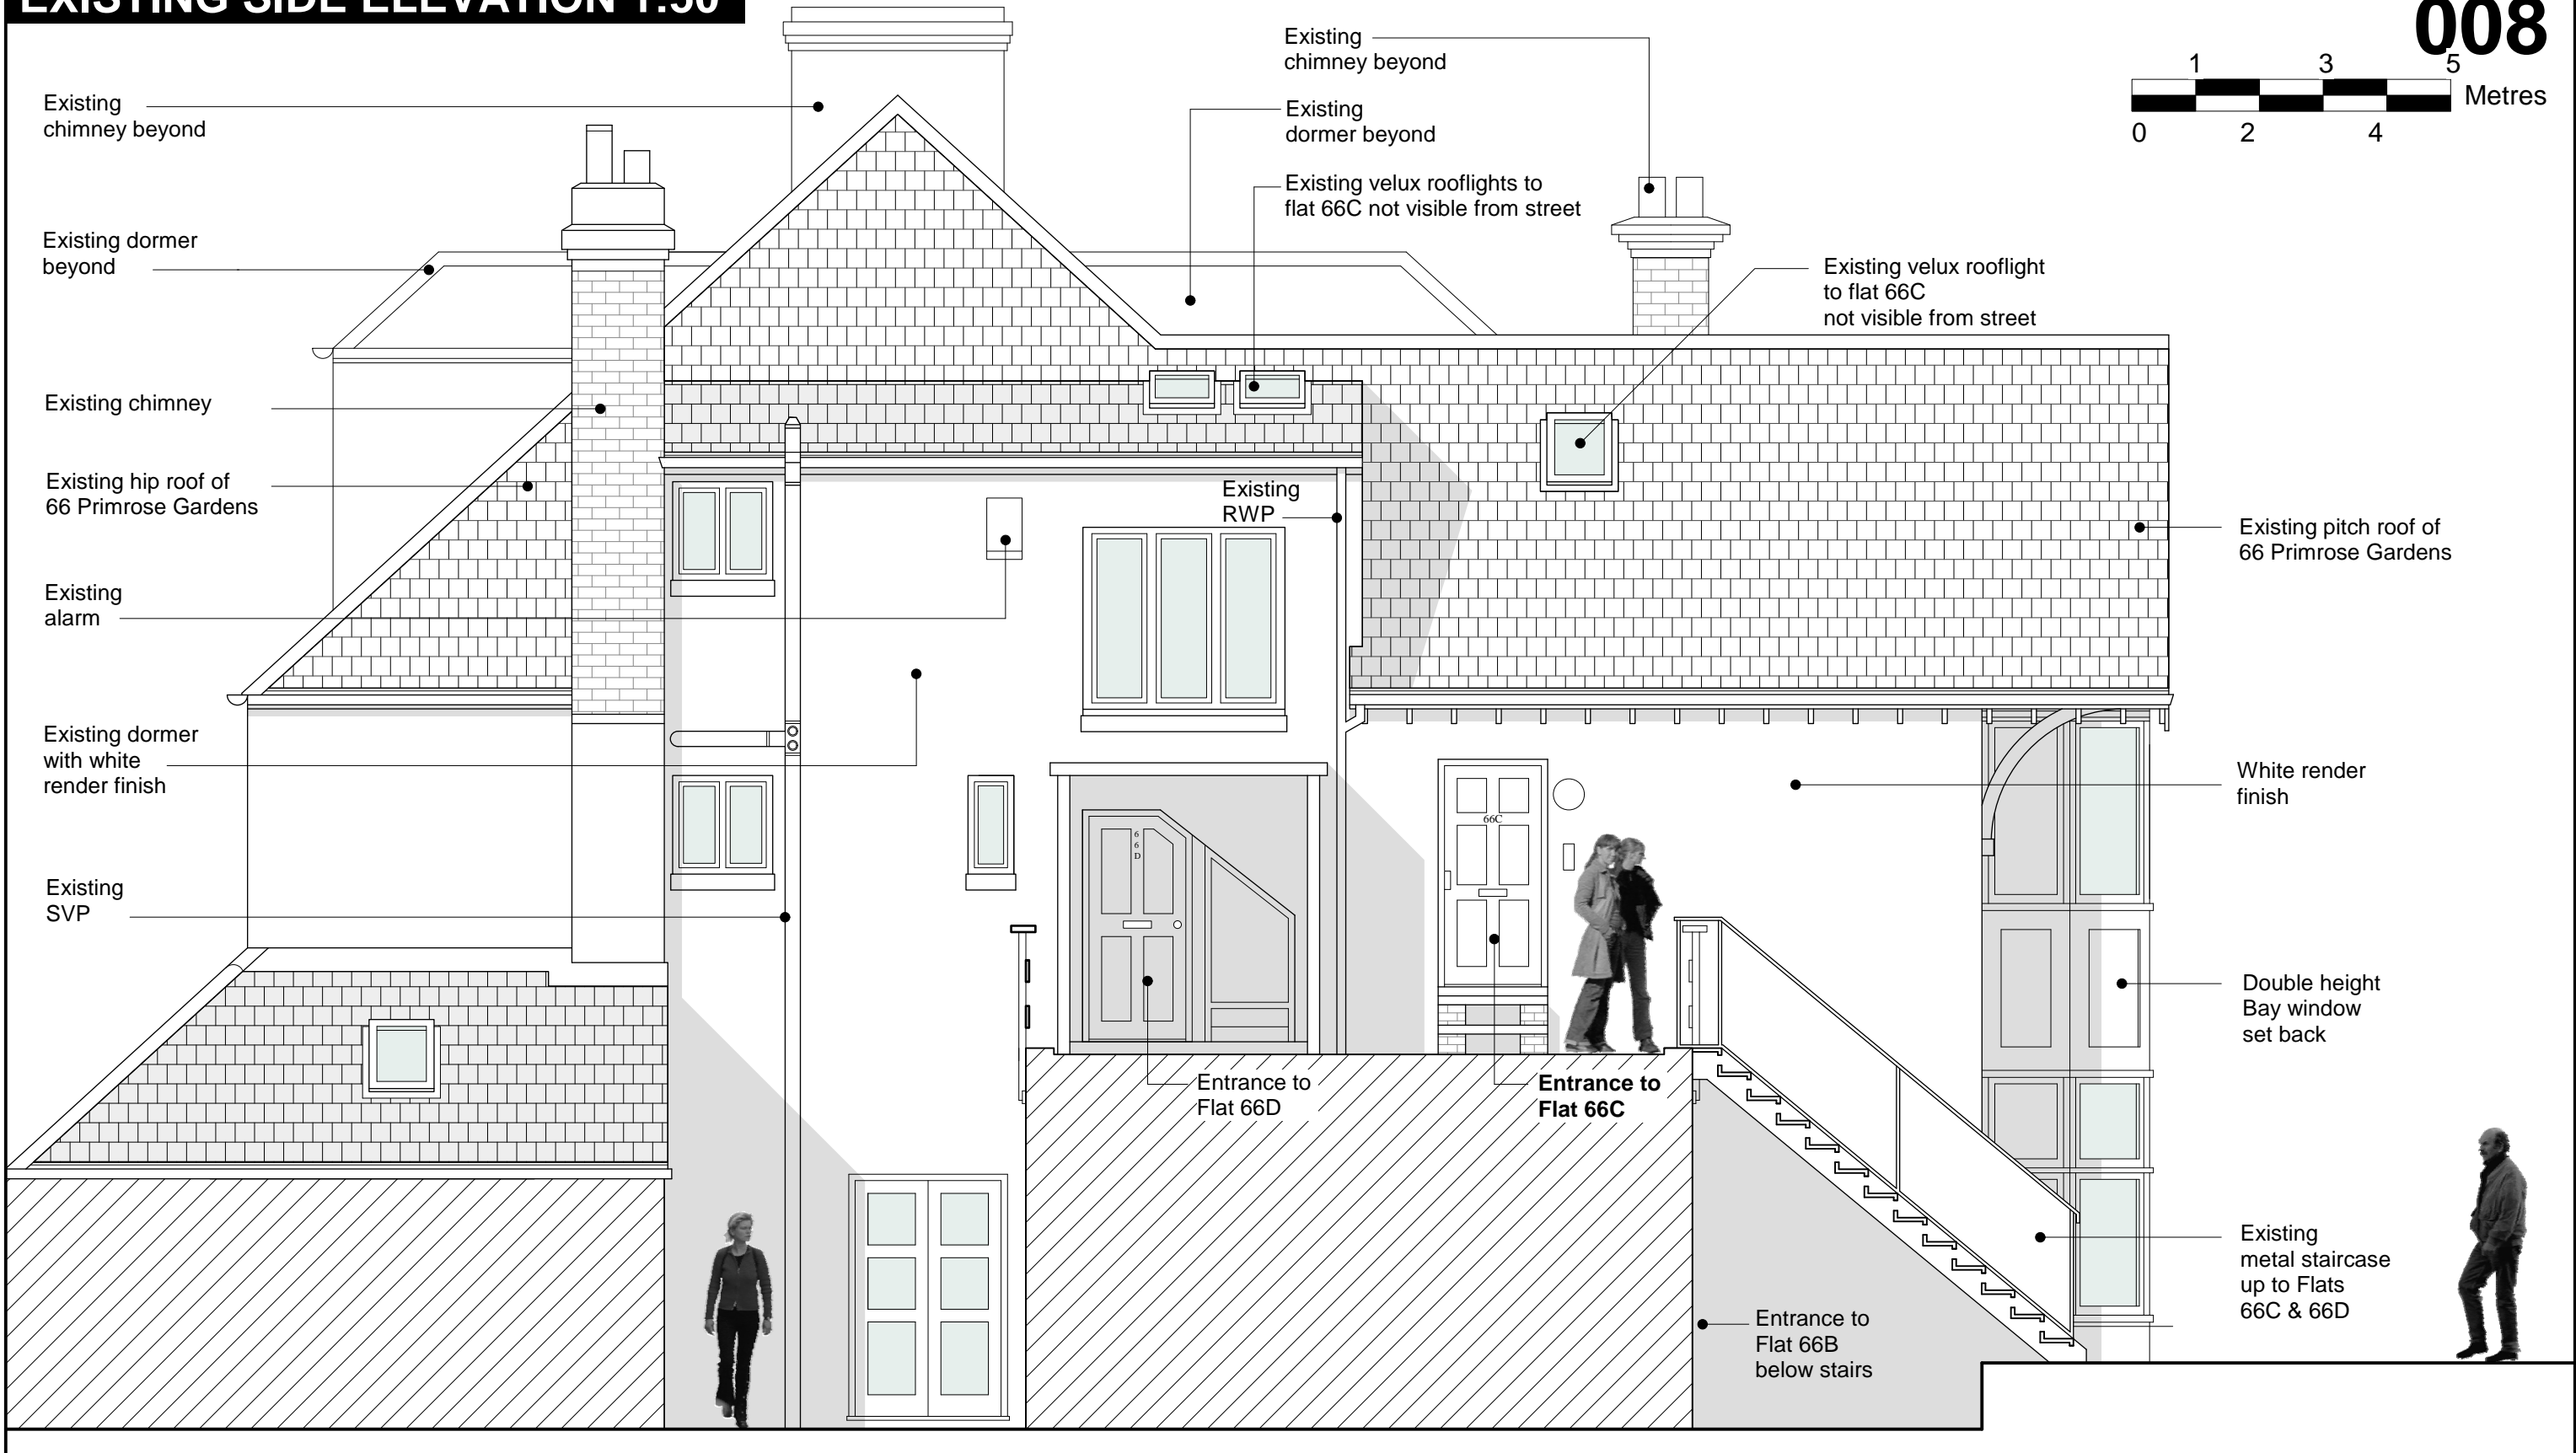 EXISTING SIDE ELEVATION 1:50
008
1 3 5
Metres
0 2 4
Existing
chimney beyond
Existing
chimney beyond
Existing
dormer beyond
Existing velux rooflights to
flat 66C not visible from street
Existing dormer
beyond
Existing velux rooflight
to flat 66C
not visible from street
Existing chimney
Existing hip roof of
66 Primrose Gardens
Existing
RWP
Existing pitch roof of
66 Primrose Gardens
Existing
alarm
Existing dormer
with white
render finish
White render
finish
66C
6
6
D
Existing
SVP
Double height
Bay window
set back
Entrance to
Flat 66D
Entrance to
Flat 66C
Existing
metal staircase
up to Flats
66C & 66D
Entrance to
Flat 66B
below stairs